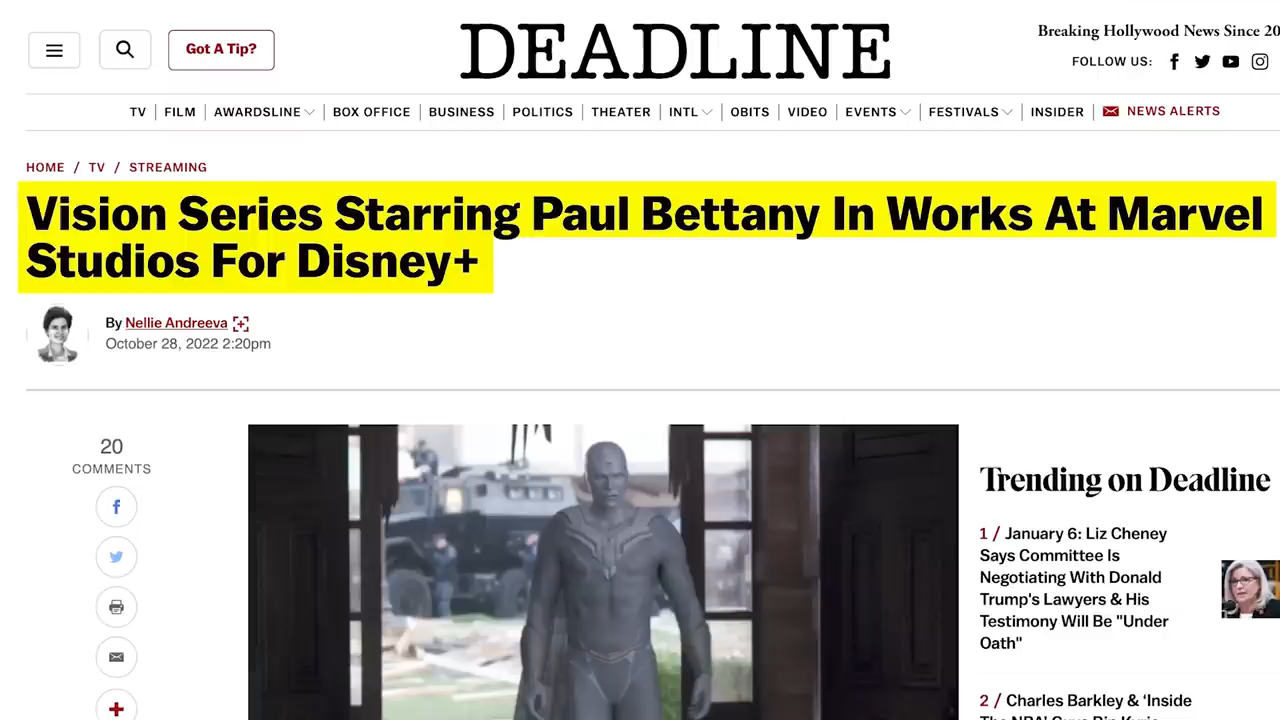 Got A Tip?
DEADLINE
Breaking Hollywood News Since 20
FOLLOW US:
TV | FILM | AWARDSLINE | BOX OFFICE | BUSINESS | POLITICS | THEATER | INTL | OBITS | VIDEO | EVENTS | FESTIVALS | INSIDER | NEWS ALERTS
HOME / TV / STREAMING
Vision Series Starring Paul Bettany In Works At Marvel
Studios For Disney+
By Nellie Andreeva
October 28, 2022 2:20pm
20
COMMENTS
Trending on Deadline
1 / January 6: Liz Cheney
Says Committee Is
Negotiating With Donald
Trump's Lawyers & His
Testimony Will Be "Under
Oath"
2 / Charles Barkley & ‘Inside
The NBA’ Guys